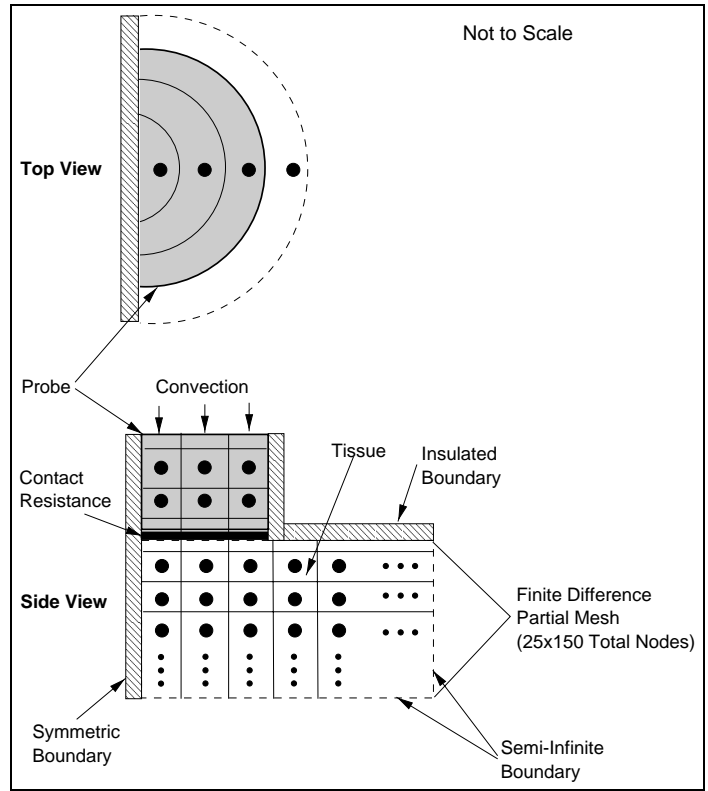 Not to Scale
Top View
Probe
Convection
Tissue
Insulated
Boundary
Contact
Resistance
Side View
Finite Difference
Partial Mesh
(25x150 Total Nodes)
Symmetric
Boundary
Semi-Infinite
Boundary